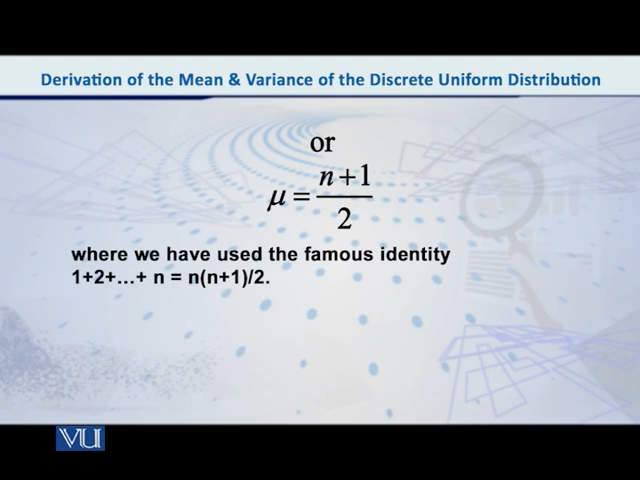 Derivation of the Mean & Variance of the Discrete Uniform Distribution
or
μ = n+1
2
where we have used the famous identity
1+2+...+ n = n(n+1)/2.
VU